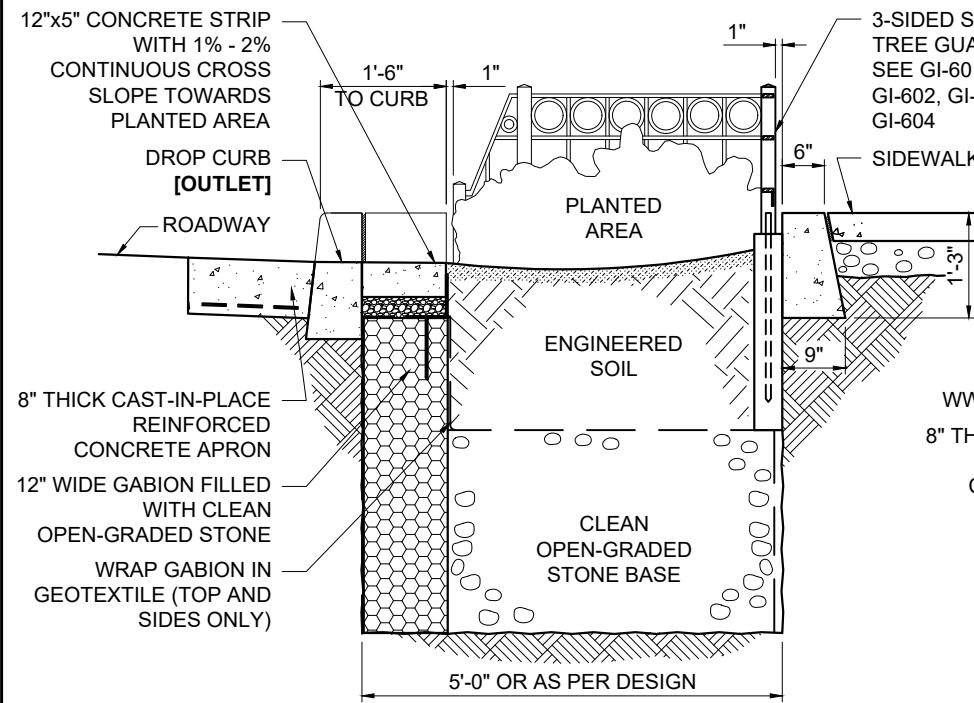 12"x5" CONCRETE STRIP
WITH 1% - 2%
CONTINUOUS CROSS
SLOPE TOWARDS
PLANTED AREA
DROP CURB
[OUTLET]
ROADWAY
8" THICK CAST-IN-PLACE
REINFORCED
CONCRETE APRON
12" WIDE GABION FILLED
WITH CLEAN
OPEN-GRADED STONE
WRAP GABION IN
GEOTEXTILE (TOP AND
SIDES ONLY)
1'-6"
TO CURB
1"
1"
PLANTED
AREA
ENGINEERED
SOIL
CLEAN
OPEN-GRADED
STONE BASE
5'-0" OR AS PER DESIGN
3-SIDED
TREE
SEE GI-60
GI-602, GI-
GI-604
6"
SIDEWALK
1'-3"
9"
8"